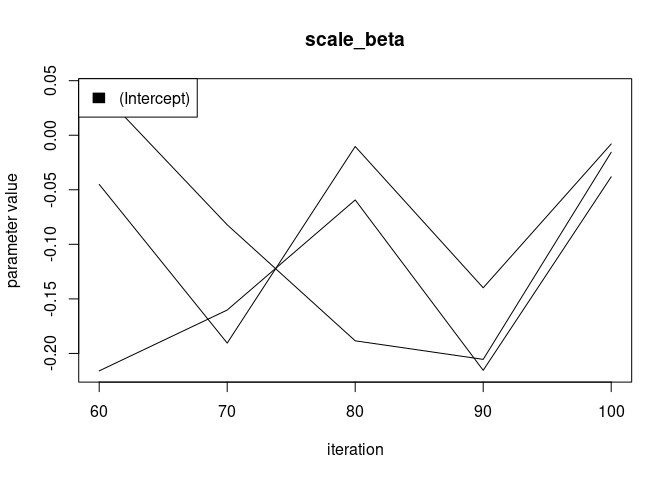 scale_beta
(Intercept)
parameter value
0.05
0.00
-0.05
-0.10
-0.15
-0.20
60 70 80 90 100
iteration